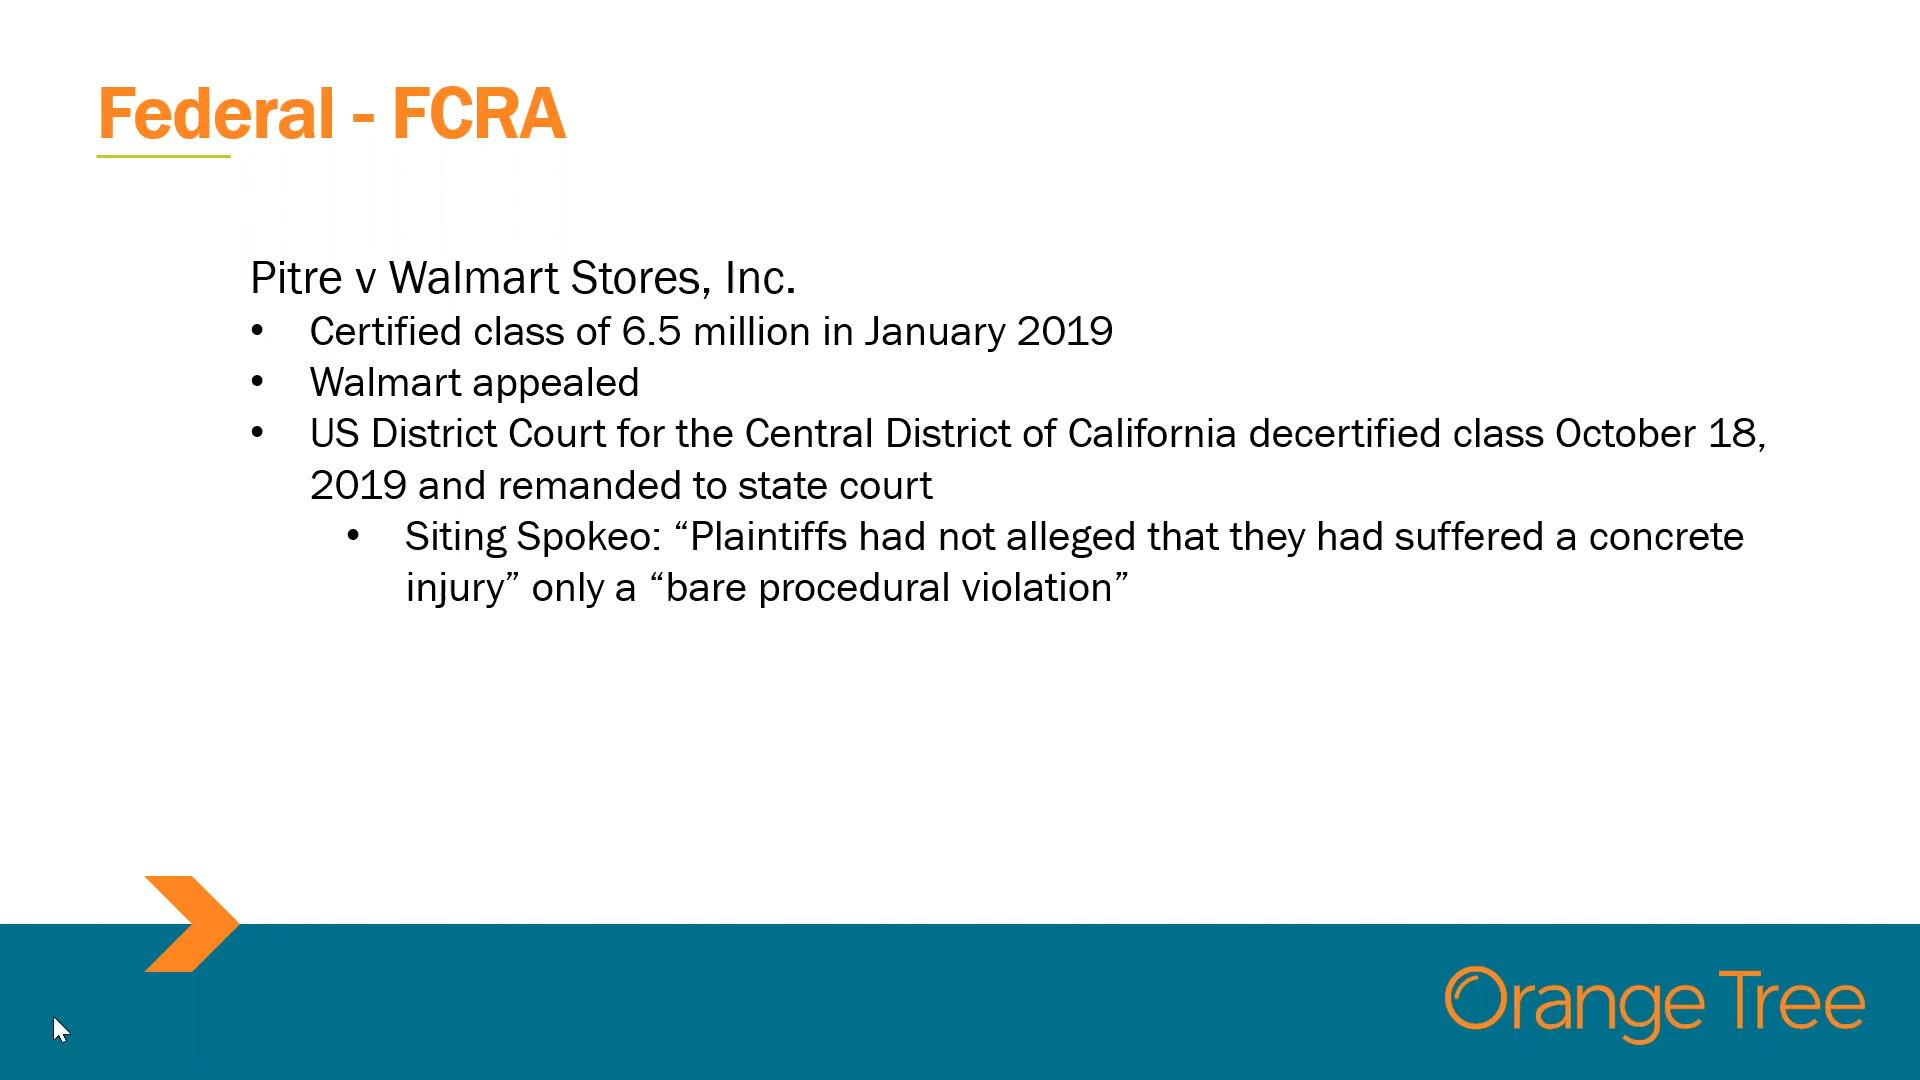 Federal - FCRA
Pitre v Walmart Stores, Inc.
• Certified class of 6.5 million in January 2019
• Walmart appealed
• US District Court for the Central District of California decertified class October 18,
2019 and remanded to state court
• Siting Spokeo: “Plaintiffs had not alleged that they had suffered a concrete
injury” only a “bare procedural violation”
Orange Tree